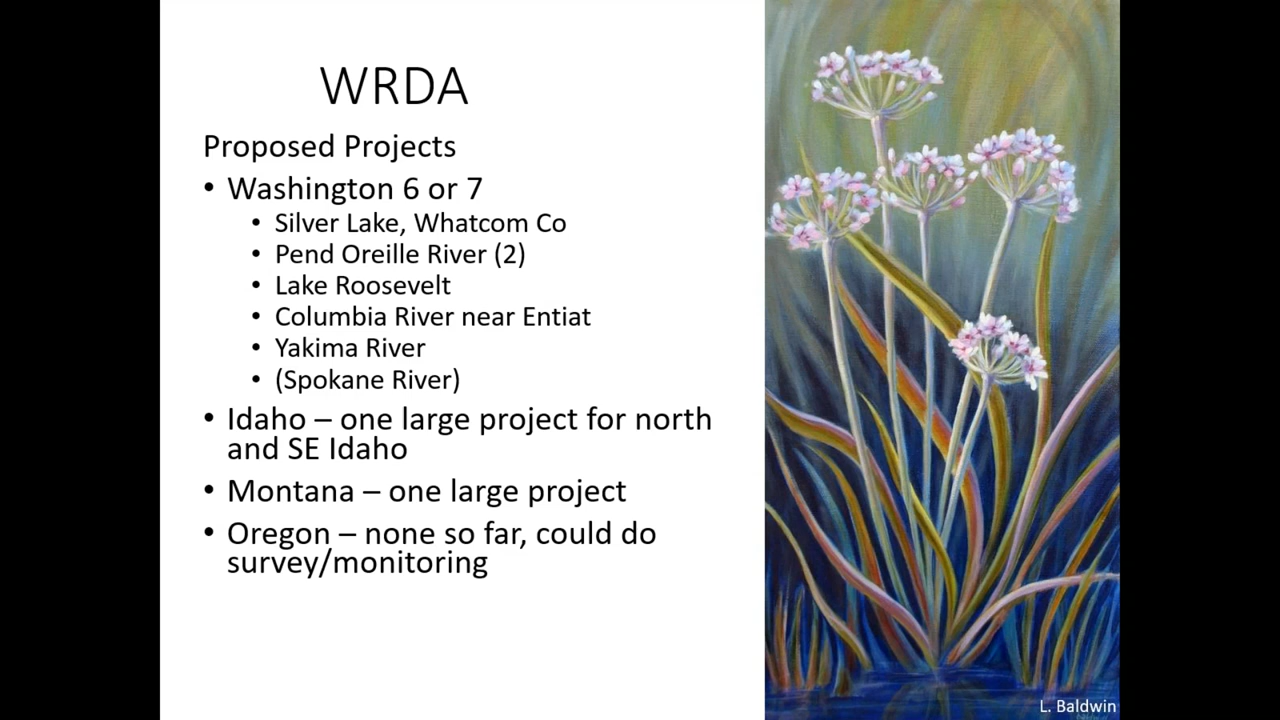 WRDA
Proposed Projects
• Washington 6 or 7
• Silver Lake, Whatcom Co
• Pend Oreille River (2)
• Lake Roosevelt
• Columbia River near Entiat
• Yakima River
• (Spokane River)
• Idaho – one large project for north
and SE Idaho
• Montana – one large project
• Oregon – none so far, could do
survey/monitoring
L. Baldwin